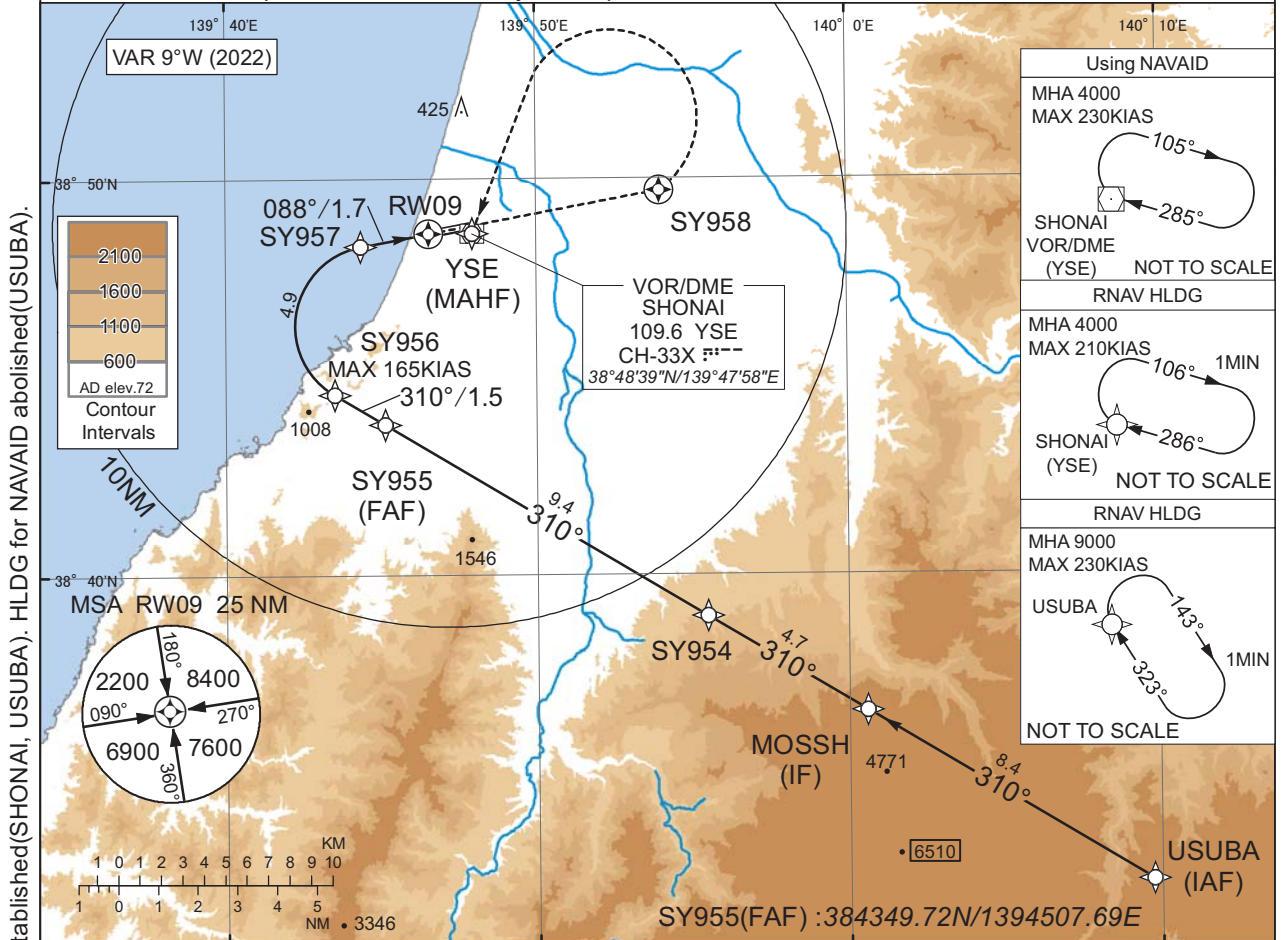 139° 40'E
139° 50'E
140° 0'E
140° 10'E
VAR 9°W (2022)
425
38° 50'N
088°/1.7
RW09
SY957
SY958
YSE
(MAHF)
4.9
2100
1600
1100
600
AD elev.72
Contour
Intervals
VOR/DME
SHONAI
109.6 YSE
CH-33X
38°48'39"N/139°47'58"E
SY956
MAX 165KIAS
310°/1.5
1008
10NM
SY955
(FAF)
9.4
310°
1546
38° 40'N
MSA RW09 25 NM
180°
2200
8400
090°
270°
6900
7600
360°
SY954
4.7
310°
MOSSH
(IF)
4771
8.4
310°
6510
USUBA
(IAF)
KM
1 0 1 2 3 4 5 6 7 8 9 10
1 0 1 2 3 4 5
NM
3346
SY955(FAF) :384349.72N/1394507.69E
Using NAVAID
MHA 4000
MAX 230KIAS
105°
285°
SHONAI
VOR/DME
(YSE)
NOT TO SCALE
RNAV HLDG
MHA 4000
MAX 210KIAS
106°
1MIN
286°
SHONAI
(YSE)
NOT TO SCALE
RNAV HLDG
MHA 9000
MAX 230KIAS
USUBA
143°
1MIN
323°
NOT TO SCALE
tablished(SHONAI, USUBA). HLDG for NAVAID abolished(USUBA).